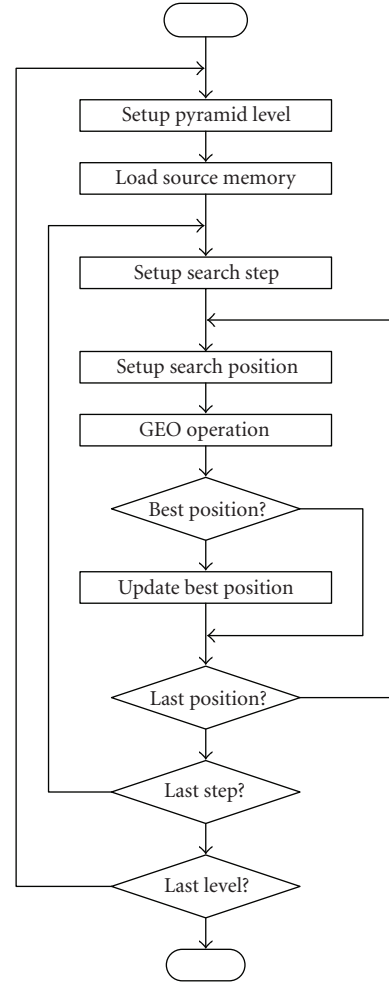 Setup pyramid level
Load source memory
Setup search step
Setup search position
GEO operation
Best position?
Update best position
Last position?
Last step?
Last level?